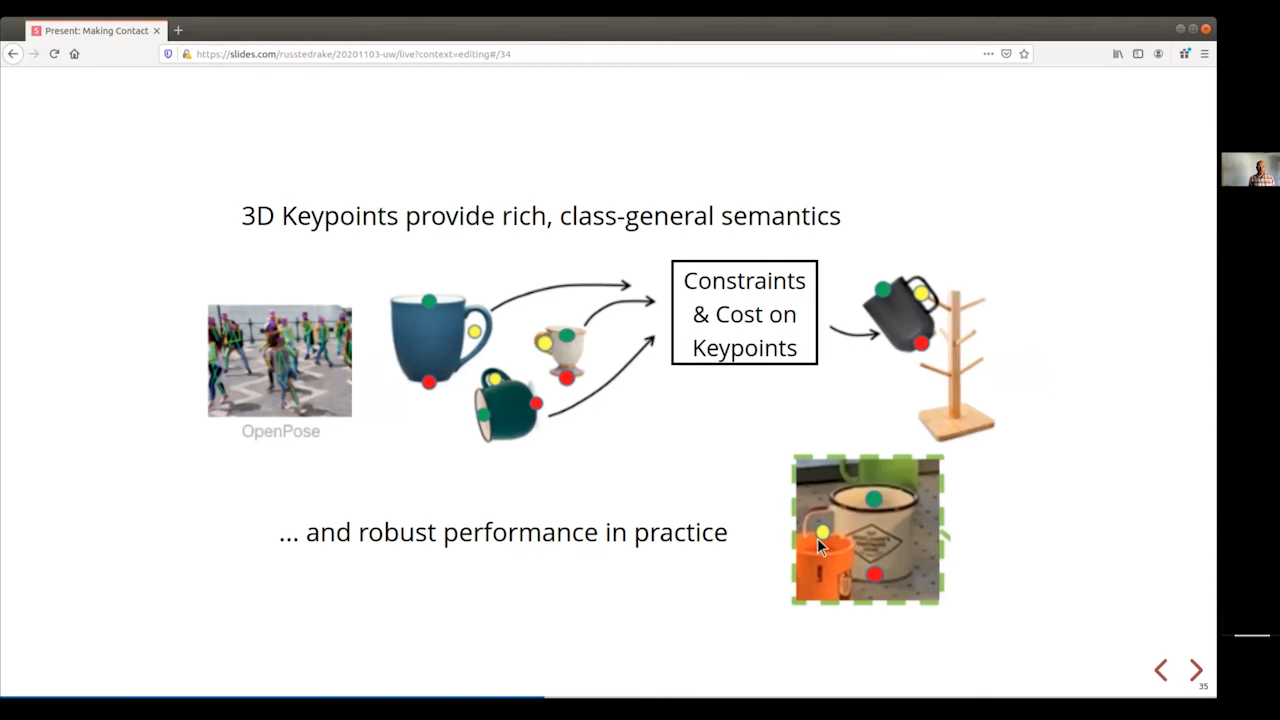 Present: Making Contact
https://slides.com/russtedrake/20201103-uw/live?context=editing#/34
3D Keypoints provide rich, class-general semantics
Constraints
& Cost on
Keypoints
OpenPose
... and robust performance in practice
35